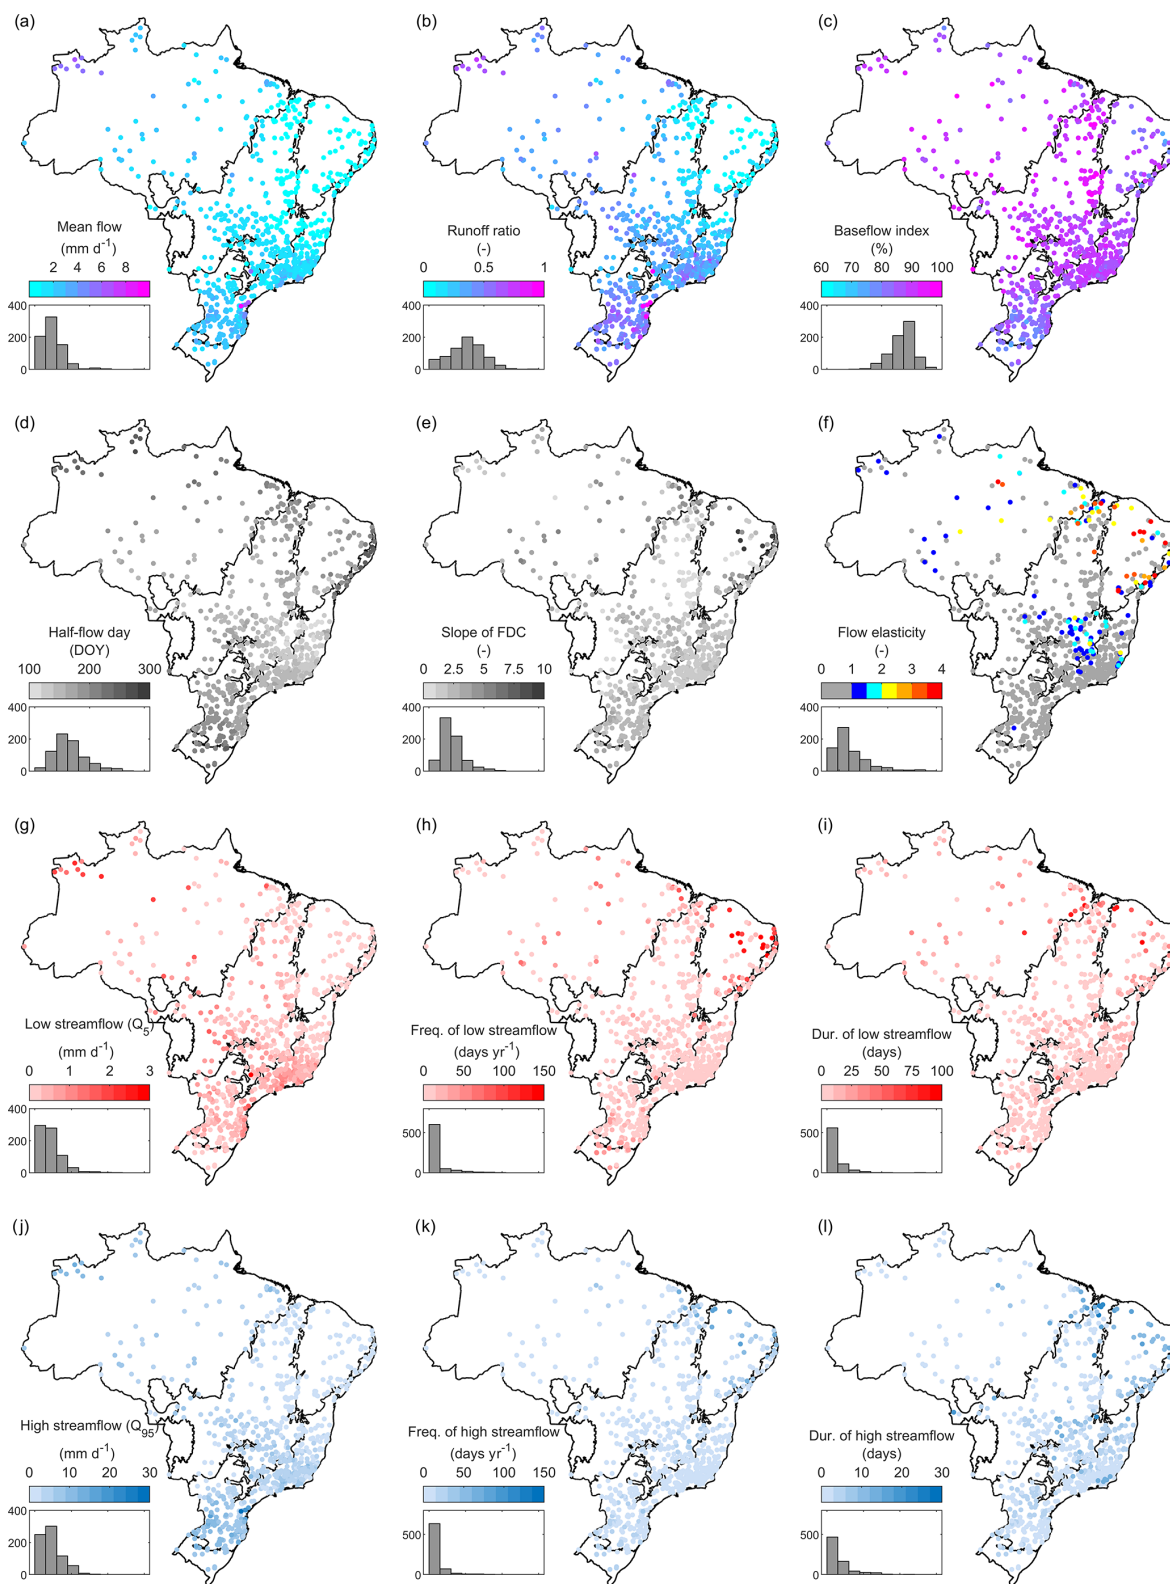 (a)
(b)
(c)
Mean flow
(mm d⁻¹)
2 4 6 8
400
200
0
Runoff ratio
(-)
0 0.5 1
400
200
0
Baseflow index
(%)
60 70 80 90 100
400
200
0
(d)
(e)
(f)
Half-flow day
(DOY)
100 200 300
400
200
0
Slope of FDC
(-)
0 2.5 5 7.5 10
400
200
0
Flow elasticity
(-)
0 1 2 3 4
400
200
0
(g)
(h)
(i)
Low streamflow (Q₅)
(mm d⁻¹)
0 1 2 3
400
200
0
Freq. of low streamflow
(days yr⁻¹)
0 50 100 150
500
0
Dur. of low streamflow
(days)
0 25 50 75 100
500
0
(j)
(k)
(l)
High streamflow (Q₉₅)
(mm d⁻¹)
0 10 20 30
400
200
0
Freq. of high streamflow
(days yr⁻¹)
0 50 100 150
500
0
Dur. of high streamflow
(days)
0 10 20 30
500
0